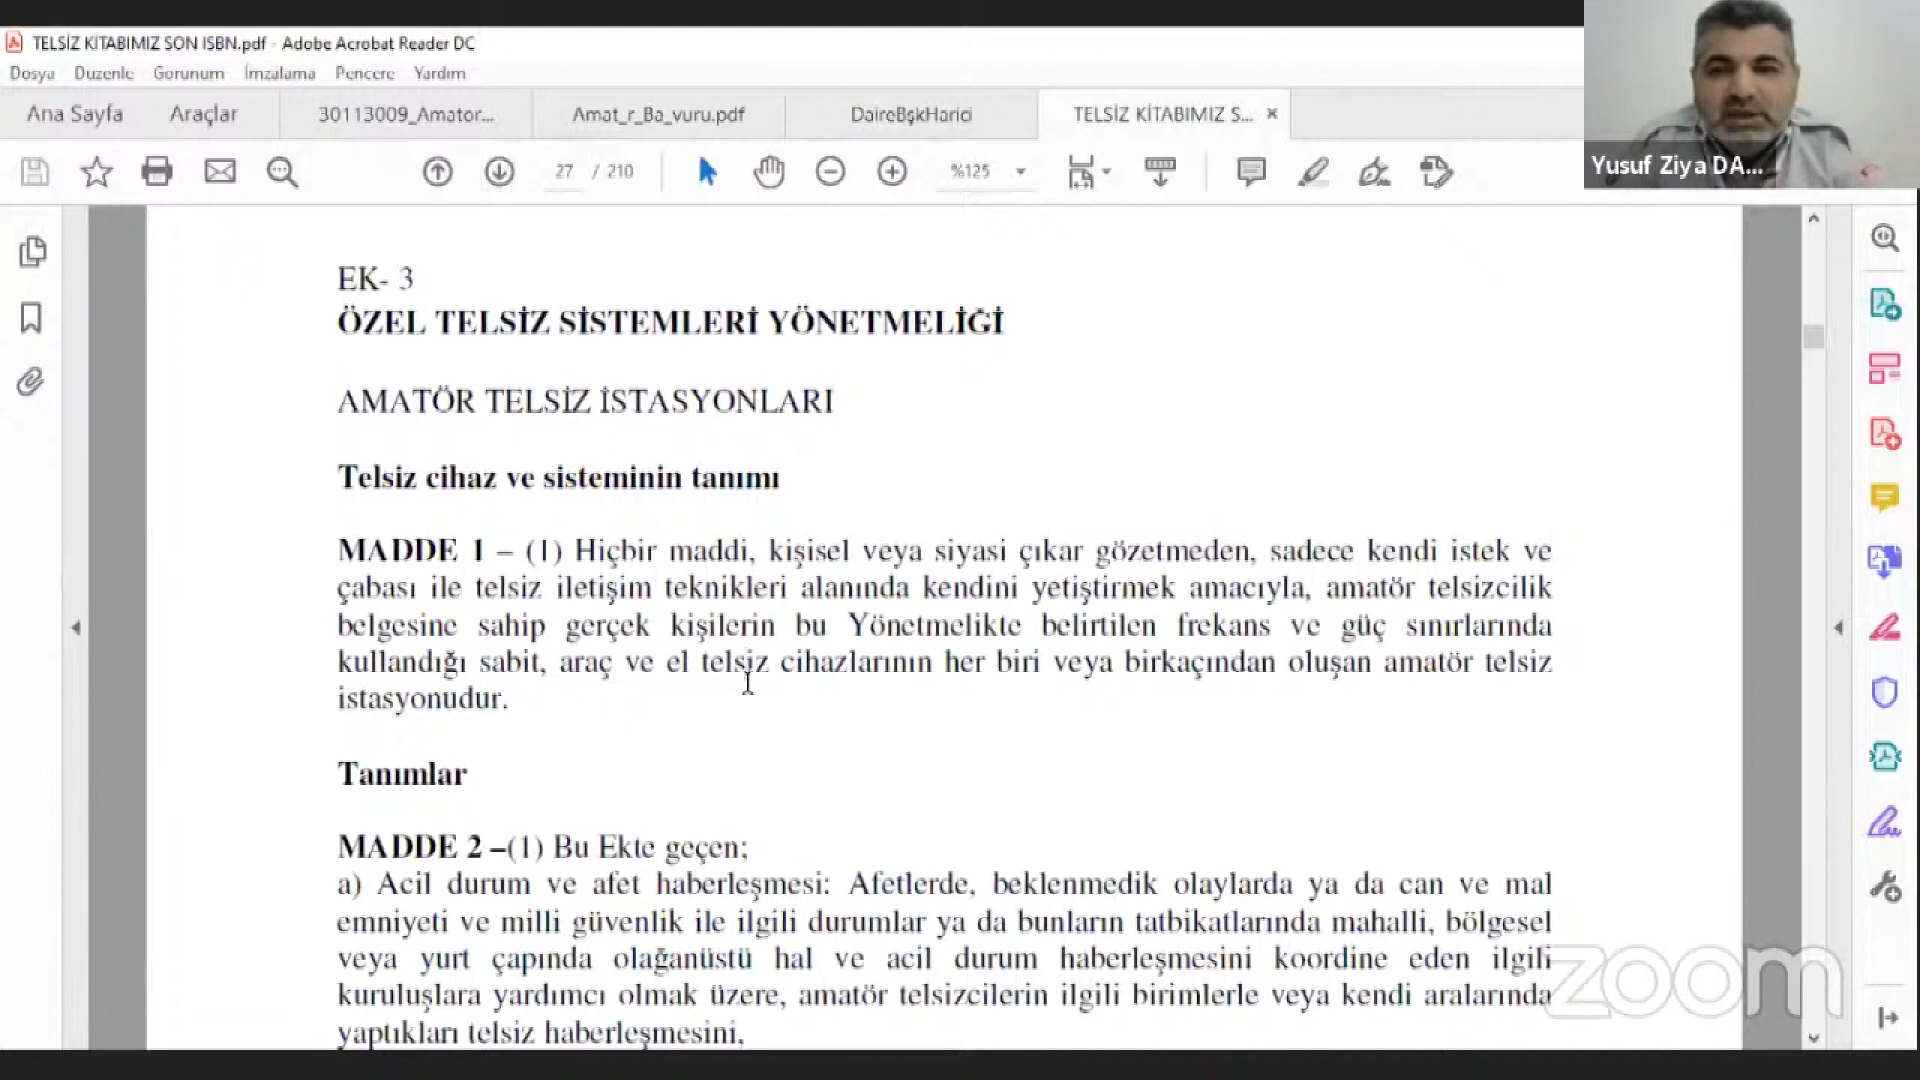 TELSİZ KİTABIMIZ SON ISBN.pdf - Adobe Acrobat Reader DC
Dosya Düzenle Görünüm İmzalama Pencere Yardım
Ana Sayfa Araçlar 30113009_Amator... Amat_r_Ba_vuru.pdf DaireBşkHarici TELSİZ KİTABIMIZ S... ×
27 / 210 %125
Yusuf Ziya DA...
EK- 3
ÖZEL TELSİZ SİSTEMLERİ YÖNETMELİĞİ
AMATÖR TELSİZ İSTASYONLARI
Telsiz cihaz ve sisteminin tanımı
MADDE 1 – (1) Hiçbir maddi, kişisel veya siyasi çıkar gözetmeden, sadece kendi istek ve
çabası ile telsiz iletişim teknikleri alanında kendini yetiştirmek amacıyla, amatör telsizcilik
belgesine sahip gerçek kişilerin bu Yönetmelikte belirtilen frekans ve güç sınırlarında
kullandığı sabit, araç ve el telsiz cihazlarının her biri veya birkaçından oluşan amatör telsiz
istasyonudur.
Tanımlar
MADDE 2 –(1) Bu Ekte geçen;
a) Acil durum ve afet haberleşmesi: Afetlerde, beklenmedik olaylarda ya da can ve mal
emniyeti ve milli güvenlik ile ilgili durumlar ya da bunların tatbikatlarında mahalli, bölgesel
veya yurt çapında olağanüstü hal ve acil durum haberleşmesini koordine eden ilgili
kuruluşlara yardımcı olmak üzere, amatör telsizcilerin ilgili birimlerle veya kendi aralarında
yaptıkları telsiz haberleşmesini,
zoom